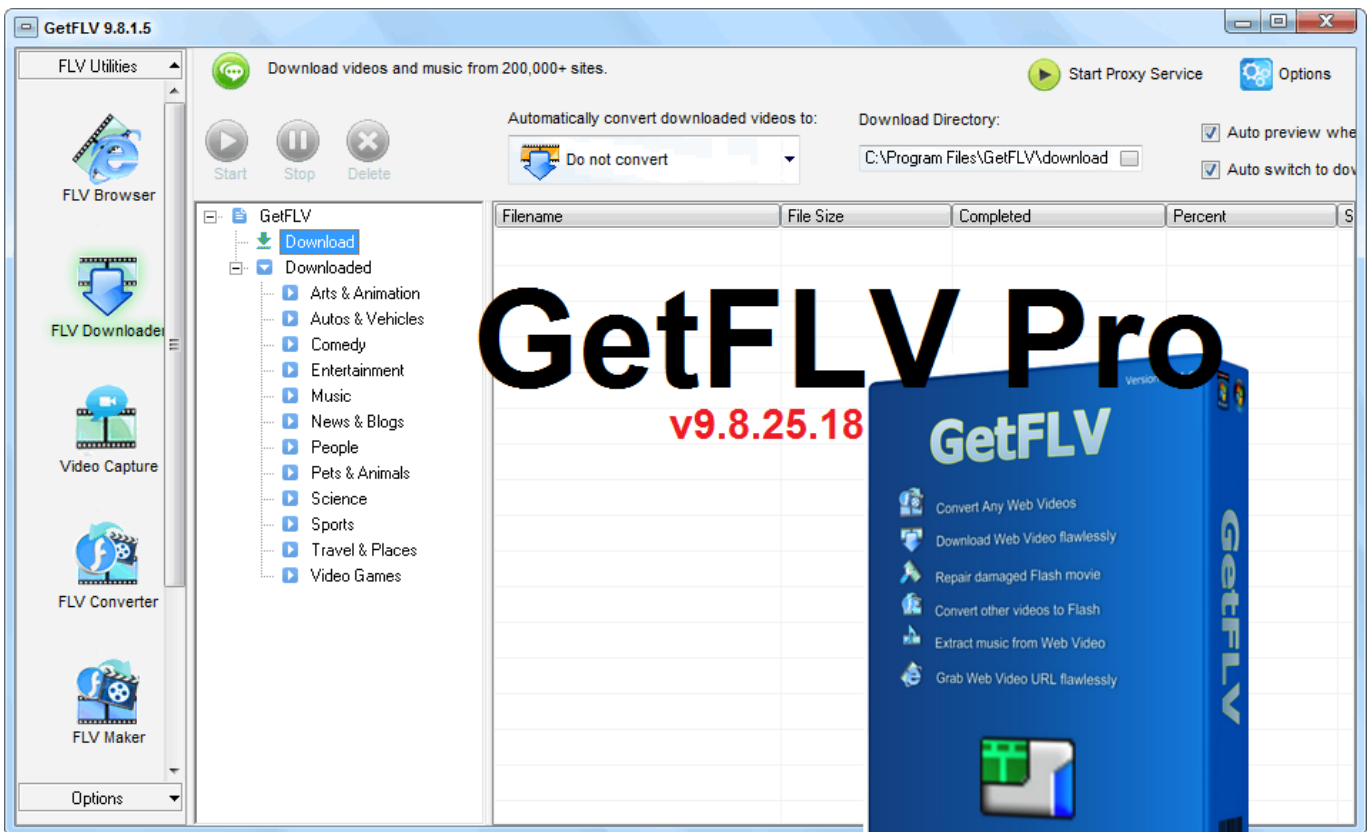 GetFLV 9.8.1.5
FLV Utilities
Download videos and music from 200,000+ sites.
Start Proxy Service
Options
Automatically convert downloaded videos to:
Download Directory:
Start
Stop
Delete
Do not convert
C:\Program Files\GetFLV\download
Auto preview whe
Auto switch to dow
FLV Browser
FLV Downloader
Video Capture
FLV Converter
FLV Maker
Options
GetFLV
Download
Downloaded
Arts & Animation
Autos & Vehicles
Comedy
Entertainment
Music
News & Blogs
People
Pets & Animals
Science
Sports
Travel & Places
Video Games
Filename
File Size
Completed
Percent
S
GetFLV Pro
v9.8.25.18
Version
GetFLV
Convert Any Web Videos
Download Web Video flawlessly
Repair damaged Flash movie
Convert other videos to Flash
Extract music from Web Video
Grab Web Video URL flawlessly
GetFLV